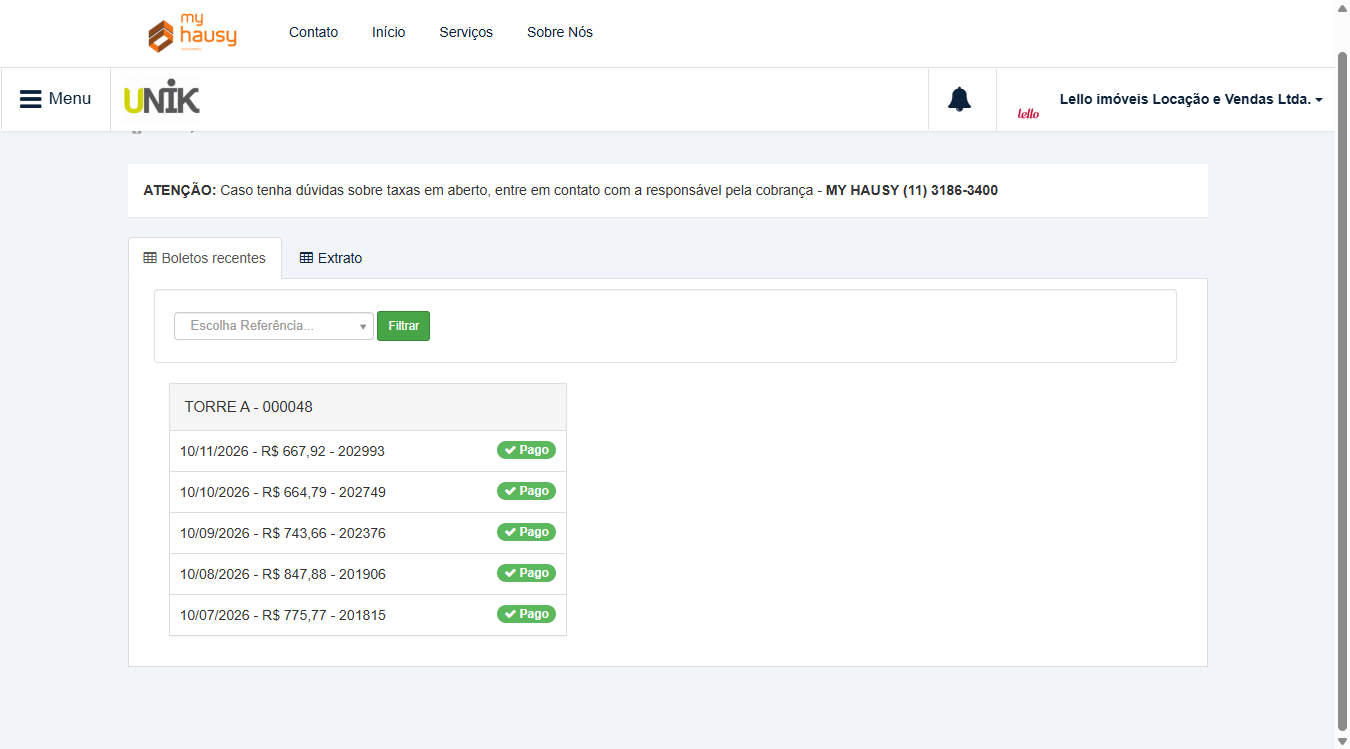 my hausy
Contato
Início
Serviços
Sobre Nós
Menu
UNIK
lello
Lello imóveis Locação e Vendas Ltda.
ATENÇÃO: Caso tenha dúvidas sobre taxas em aberto, entre em contato com a responsável pela cobrança - MY HAUSY (11) 3186-3400
Boletos recentes
Extrato
Escolha Referência...
Filtrar
TORRE A - 000048
10/11/2026 - R$ 667,92 - 202993 Pago
10/10/2026 - R$ 664,79 - 202749 Pago
10/09/2026 - R$ 743,66 - 202376 Pago
10/08/2026 - R$ 847,88 - 201906 Pago
10/07/2026 - R$ 775,77 - 201815 Pago